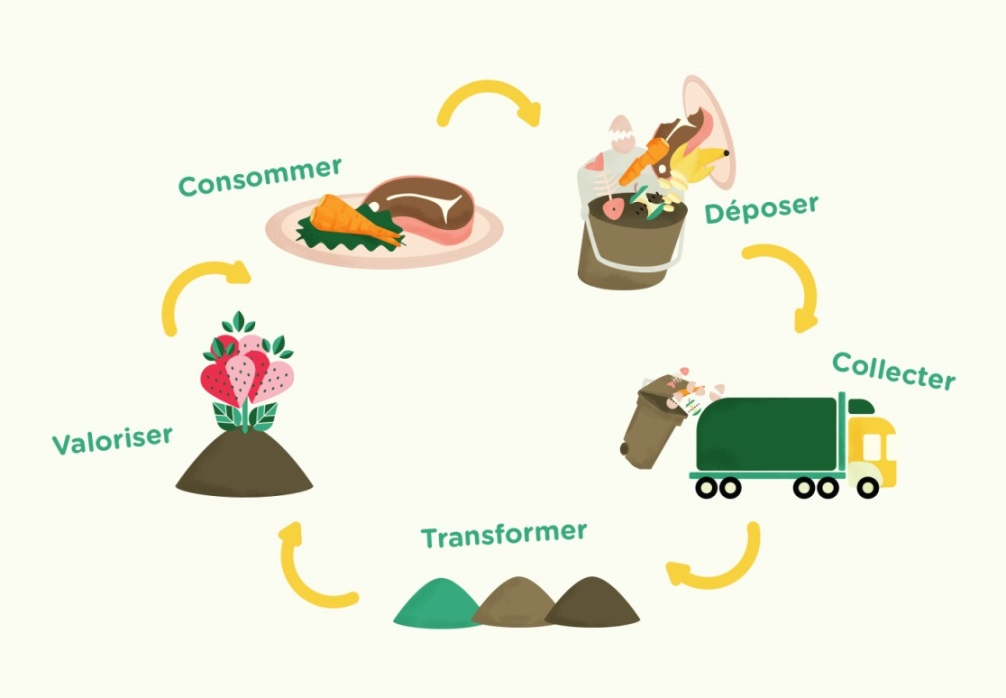 Consommer
Déposer
Collecter
Transformer
Valoriser